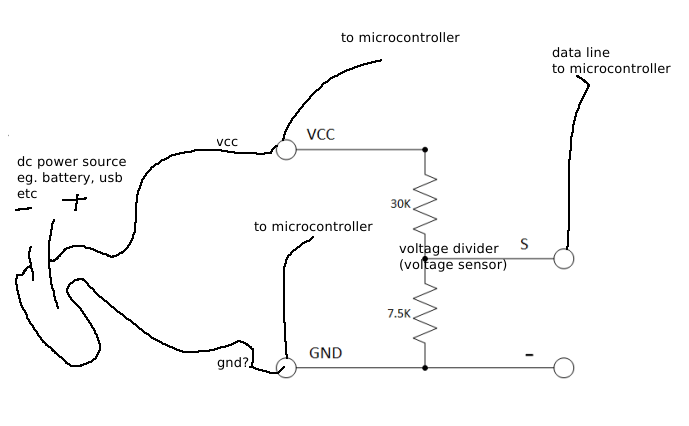 to microcontroller
data line
to microcontroller
VCC
vcc
dc power source
eg. battery, usb
etc
- +
30K
to microcontroller
voltage divider
(voltage sensor)
S
7.5K
GND
-
gnd?